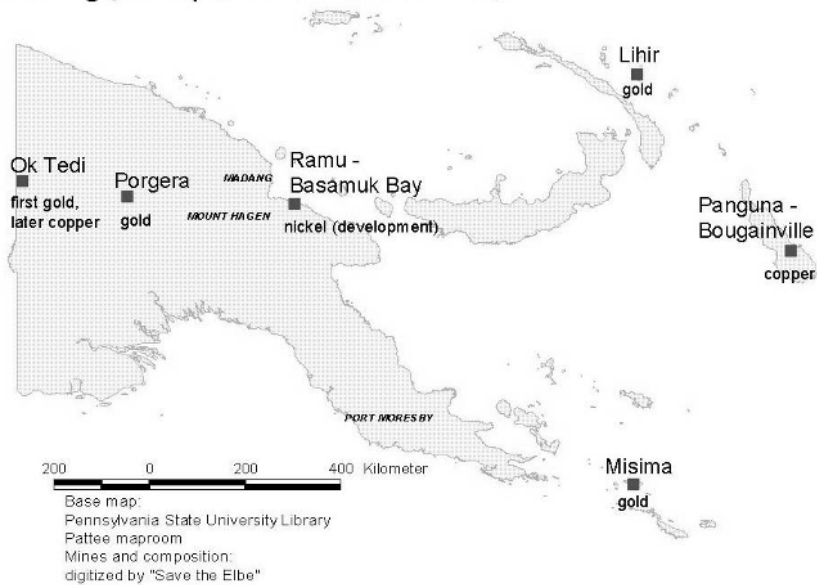 Lihir
gold
Ok Tedi
first gold,
later copper
Porgera
gold
MADANG
MOUNT HAGEN
Ramu -
Basamuk Bay
nickel (development)
Panguna -
Bougainville
copper
PORT MORESBY
200 0 200 400 Kilometer
Misima
gold
Base map:
Pennsylvania State University Library
Pattee maproom
Mines and composition:
digitized by "Save the Elbe"